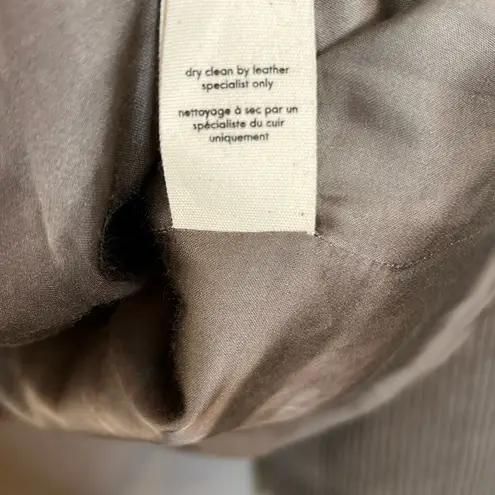 dry clean by leather
specialist only
nettoyage à sec par un
spécialiste du cuir
uniquement